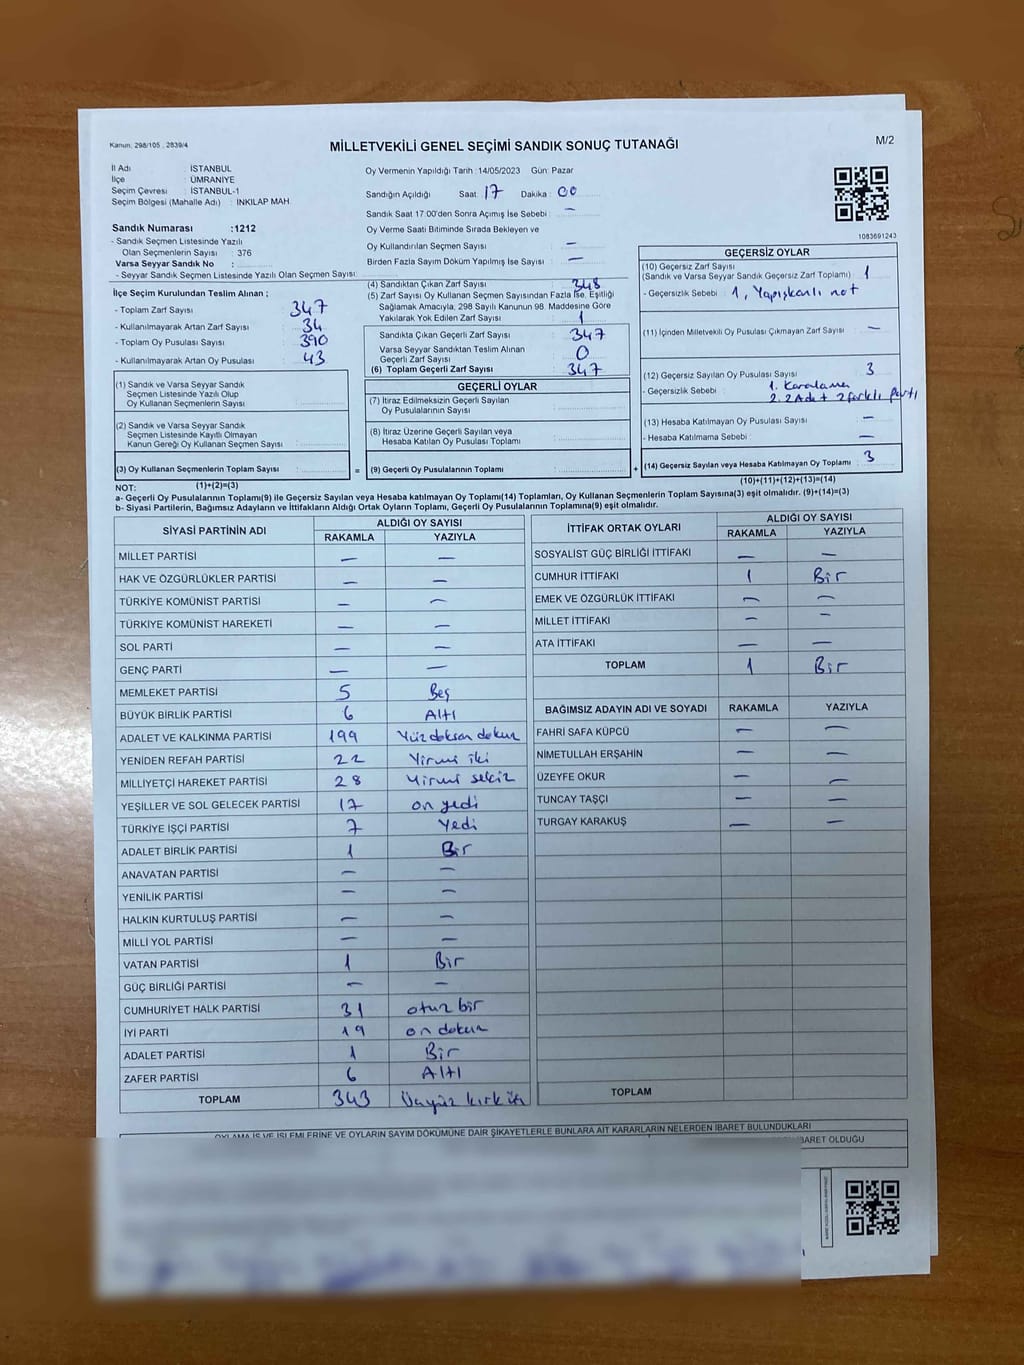 Kanun, 298/105 , 2839/4
MİLLETVEKİLİ GENEL SEÇİMİ SANDIK SONUÇ TUTANAĞI
M/2
İl Adı : İSTANBUL
İlçe : ÜMRANİYE
Seçim Çevresi : İSTANBUL-1
Seçim Bölgesi (Mahalle Adı) : İNKILAP MAH.
Sandık Numarası :1212
- Sandık Seçmen Listesinde Yazılı
Olan Seçmenlerin Sayısı : 376
Varsa Seyyar Sandık No :
- Seyyar Sandık Seçmen Listesinde Yazılı Olan Seçmen Sayısı:
Oy Vermenin Yapıldığı Tarih : 14/05/2023 Gün: Pazar
Sandığın Açıldığı Saat: 17 Dakika : 00
Sandık Saat 17.00'den Sonra Açımış İse Sebebi : —
Oy Verme Saati Bitiminde Sırada Bekleyen ve
Oy Kullandırılan Seçmen Sayısı : —
Birden Fazla Sayım Döküm Yapılmış İse Sayısı : —
1083691243
İlçe Seçim Kurulundan Teslim Alınan ;
- Toplam Zarf Sayısı : 347
- Kullanılmayarak Artan Zarf Sayısı : 34
- Toplam Oy Pusulası Sayısı : 390
- Kullanılmayarak Artan Oy Pusulası : 43
(4) Sandıktan Çıkan Zarf Sayısı : 348
(5) Zarf Sayısı Oy Kullanan Seçmen Sayısından Fazla İse, Eşitliği
Sağlamak Amacıyla, 298 Sayılı Kanunun 98. Maddesine Göre
Yakılarak Yok Edilen Zarf Sayısı : 1
Sandıkta Çıkan Geçerli Zarf Sayısı : 347
Varsa Seyyar Sandıktan Teslim Alınan
Geçerli Zarf Sayısı : 0
(6) Toplam Geçerli Zarf Sayısı : 347
GEÇERSİZ OYLAR
(10) Geçersiz Zarf Sayısı
(Sandık ve Varsa Seyyar Sandık Geçersiz Zarf Toplamı) : 1
- Geçersizlik Sebebi : 1, Yapışkanlı not
(11) İçinden Milletvekili Oy Pusulası Çıkmayan Zarf Sayısı : —
(12) Geçersiz Sayılan Oy Pusulası Sayısı : 3
- Geçersizlik Sebebi : 1. Karalama
2. 2 Adet 2 farklı parti
(13) Hesaba Katılmayan Oy Pusulası Sayısı : —
- Hesaba Katılmama Sebebi : —
(14) Geçersiz Sayılan veya Hesaba Katılmayan Oy Toplamı : 3
(10)+(11)+(12)+(13)=(14)
(1) Sandık ve Varsa Seyyar Sandık
Seçmen Listesinde Yazılı Olup
Oy Kullanan Seçmenlerin Sayısı :
(2) Sandık ve Varsa Seyyar Sandık
Seçmen Listesinde Kayıtlı Olmayan
Kanun Gereği Oy Kullanan Seçmen Sayısı :
(3) Oy Kullanan Seçmenlerin Toplam Sayısı :
(1)+(2)=(3)
=
GEÇERLİ OYLAR
(7) İtiraz Edilmeksizin Geçerli Sayılan
Oy Pusulalarının Sayısı :
(8) İtiraz Üzerine Geçerli Sayılan veya
Hesaba Katılan Oy Pusulası Toplamı :
(9) Geçerli Oy Pusulalarının Toplamı :
+
NOT:
a- Geçerli Oy Pusulalarının Toplamı(9) ile Geçersiz Sayılan veya Hesaba katılmayan Oy Toplamı(14) Toplamları, Oy Kullanan Seçmenlerin Toplam Sayısına(3) eşit olmalıdır. (9)+(14)=(3)
b- Siyasi Partilerin, Bağımsız Adayların ve İttifakların Aldığı Ortak Oyların Toplamı, Geçerli Oy Pusulalarının Toplamına(9) eşit olmalıdır.
SİYASİ PARTİNİN ADI ALDIĞI OY SAYISI
RAKAMLA YAZIYLA
MİLLET PARTİSİ — —
HAK VE ÖZGÜRLÜKLER PARTİSİ — —
TÜRKİYE KOMÜNİST PARTİSİ — —
TÜRKİYE KOMÜNİST HAREKETİ — —
SOL PARTİ — —
GENÇ PARTİ — —
MEMLEKET PARTİSİ 5 Beş
BÜYÜK BİRLİK PARTİSİ 6 Altı
ADALET VE KALKINMA PARTİSİ 199 Yüz doksan dokuz
YENİDEN REFAH PARTİSİ 22 Yirmi iki
MİLLİYETÇİ HAREKET PARTİSİ 28 Yirmi sekiz
YEŞİLLER VE SOL GELECEK PARTİSİ 17 on yedi
TÜRKİYE İŞÇİ PARTİSİ 7 Yedi
ADALET BİRLİK PARTİSİ 1 Bir
ANAVATAN PARTİSİ — —
YENİLİK PARTİSİ — —
HALKIN KURTULUŞ PARTİSİ — —
MİLLİ YOL PARTİSİ — —
VATAN PARTİSİ 1 Bir
GÜÇ BİRLİĞİ PARTİSİ — —
CUMHURİYET HALK PARTİSİ 31 otuz bir
İYİ PARTİ 19 on dokuz
ADALET PARTİSİ 1 Bir
ZAFER PARTİSİ 6 Altı
TOPLAM 343 Üçyüz kırk üç
İTTİFAK ORTAK OYLARI ALDIĞI OY SAYISI
RAKAMLA YAZIYLA
SOSYALİST GÜÇ BİRLİĞİ İTTİFAKI — —
CUMHUR İTTİFAKI 1 Bir
EMEK VE ÖZGÜRLÜK İTTİFAKI — —
MİLLET İTTİFAKI — —
ATA İTTİFAKI — —
TOPLAM 1 Bir
BAĞIMSIZ ADAYIN ADI VE SOYADI RAKAMLA YAZIYLA
FAHRİ SAFA KÜPCÜ — —
NİMETULLAH ERŞAHİN — —
ÜZEYFE OKUR — —
TUNCAY TAŞÇI — —
TURGAY KARAKUŞ — —
TOPLAM
OYLAMA İŞ VE İŞLEMLERİNE VE OYLARIN SAYIM DÖKÜMÜNE DAİR ŞİKAYETLERLE BUNLARA AİT KARARLARIN NELERDEN İBARET BULUNDUKLARI
İBARET OLDUĞU